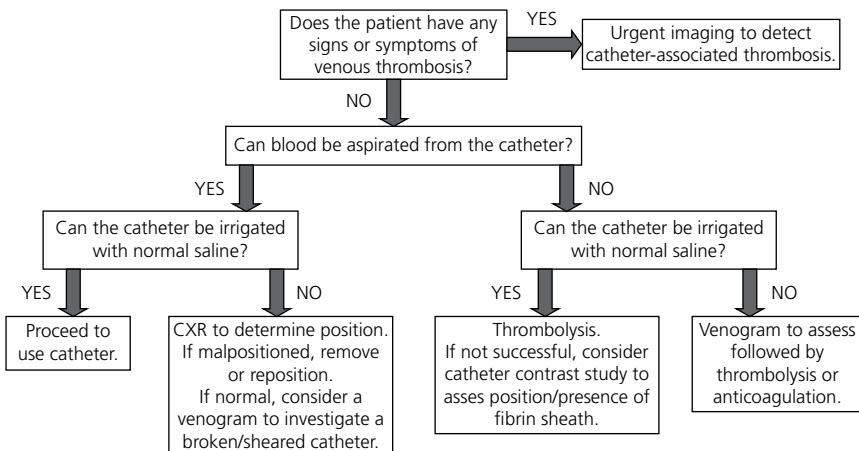 Does the patient have any
signs or symptoms of
venous thrombosis?
YES
Urgent imaging to detect
catheter-associated thrombosis.
NO
Can blood be aspirated from the catheter?
YES
NO
Can the catheter be irrigated
with normal saline?
Can the catheter be irrigated
with normal saline?
YES
NO
YES
NO
Proceed to
use catheter.
CXR to determine position.
If malpositioned, remove
or reposition.
If normal, consider a
venogram to investigate a
broken/sheared catheter.
Thrombolysis.
If not successful, consider
catheter contrast study to
asses position/presence of
fibrin sheath.
Venogram to assess
followed by
thrombolysis or
anticoagulation.